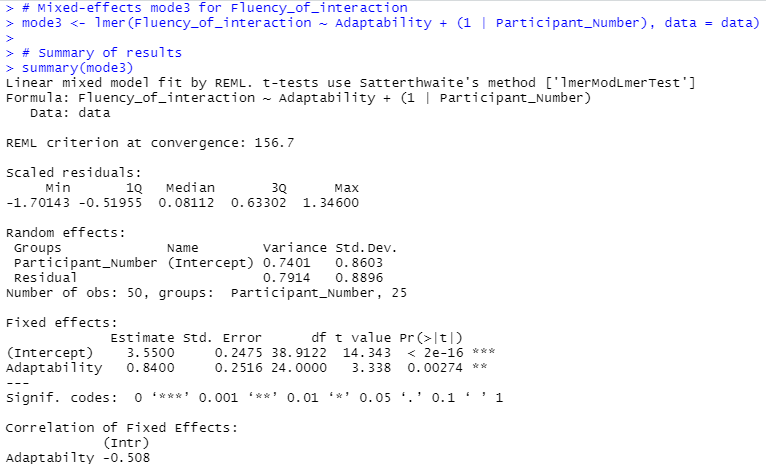 > # Mixed-effects mode3 for Fluency_of_interaction
> mode3 <- lmer(Fluency_of_interaction ~ Adaptability + (1 | Participant_Number), data = data)
>
> # Summary of results
> summary(mode3)
Linear mixed model fit by REML. t-tests use Satterthwaite's method ['lmerModLmerTest']
Formula: Fluency_of_interaction ~ Adaptability + (1 | Participant_Number)
   Data: data

REML criterion at convergence: 156.7

Scaled residuals:
     Min       1Q   Median       3Q      Max
-1.70143 -0.51955  0.08112  0.63302  1.34600

Random effects:
 Groups             Name        Variance Std.Dev.
 Participant_Number (Intercept) 0.7401   0.8603
 Residual                       0.7914   0.8896
Number of obs: 50, groups:  Participant_Number, 25

Fixed effects:
             Estimate Std. Error      df t value Pr(>|t|)
(Intercept)    3.5500     0.2475 38.9122  14.343  < 2e-16 ***
Adaptability   0.8400     0.2516 24.0000   3.338  0.00274 **
---
Signif. codes:  0 ‘***’ 0.001 ‘**’ 0.01 ‘*’ 0.05 ‘.’ 0.1 ‘ ’ 1

Correlation of Fixed Effects:
            (Intr)
Adaptabilty -0.508